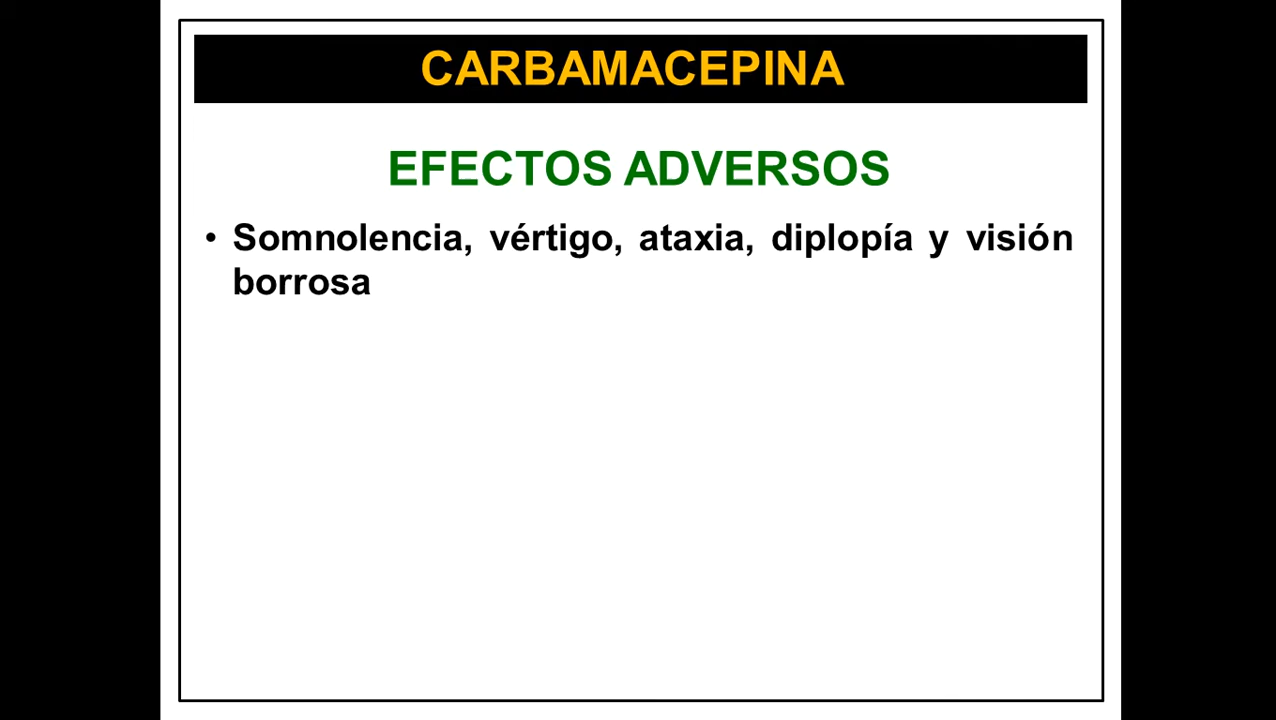 CARBAMACEPINA
EFECTOS ADVERSOS
• Somnolencia, vértigo, ataxia, diplopía y visión
borrosa